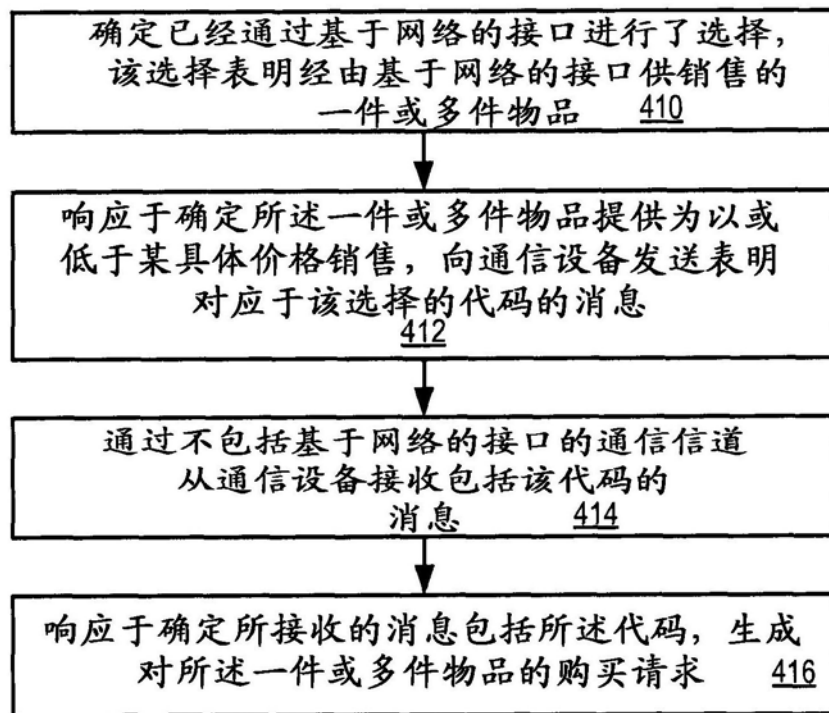 确定已经通过基于网络的接口进行了选择，
该选择表明经由基于网络的接口供销售的
一件或多件物品 410
响应于确定所述一件或多件物品提供为以或
低于某具体价格销售，向通信设备发送表明
对应于该选择的代码的消息
412
通过不包括基于网络的接口的通信信道
从通信设备接收包括该代码的
消息 414
响应于确定所接收的消息包括所述代码，生成
对所述一件或多件物品的购买请求 416